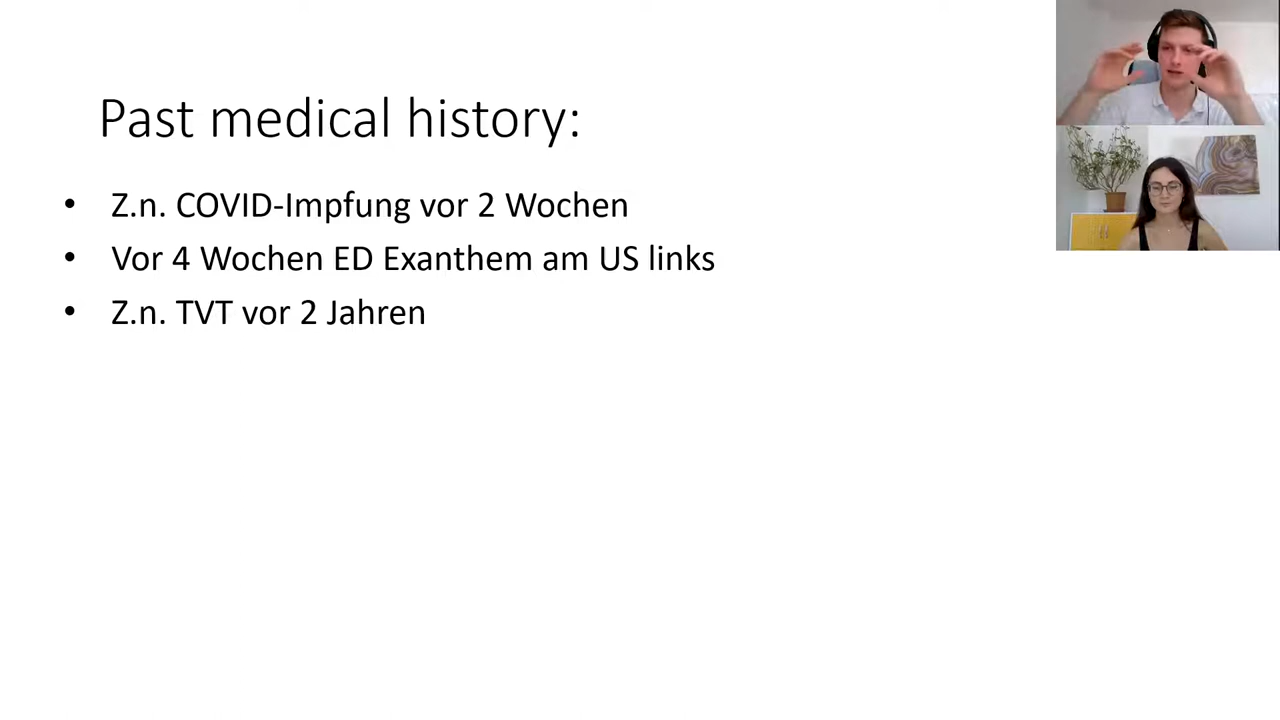 Past medical history:
• Z.n. COVID-Impfung vor 2 Wochen
• Vor 4 Wochen ED Exanthem am US links
• Z.n. TVT vor 2 Jahren